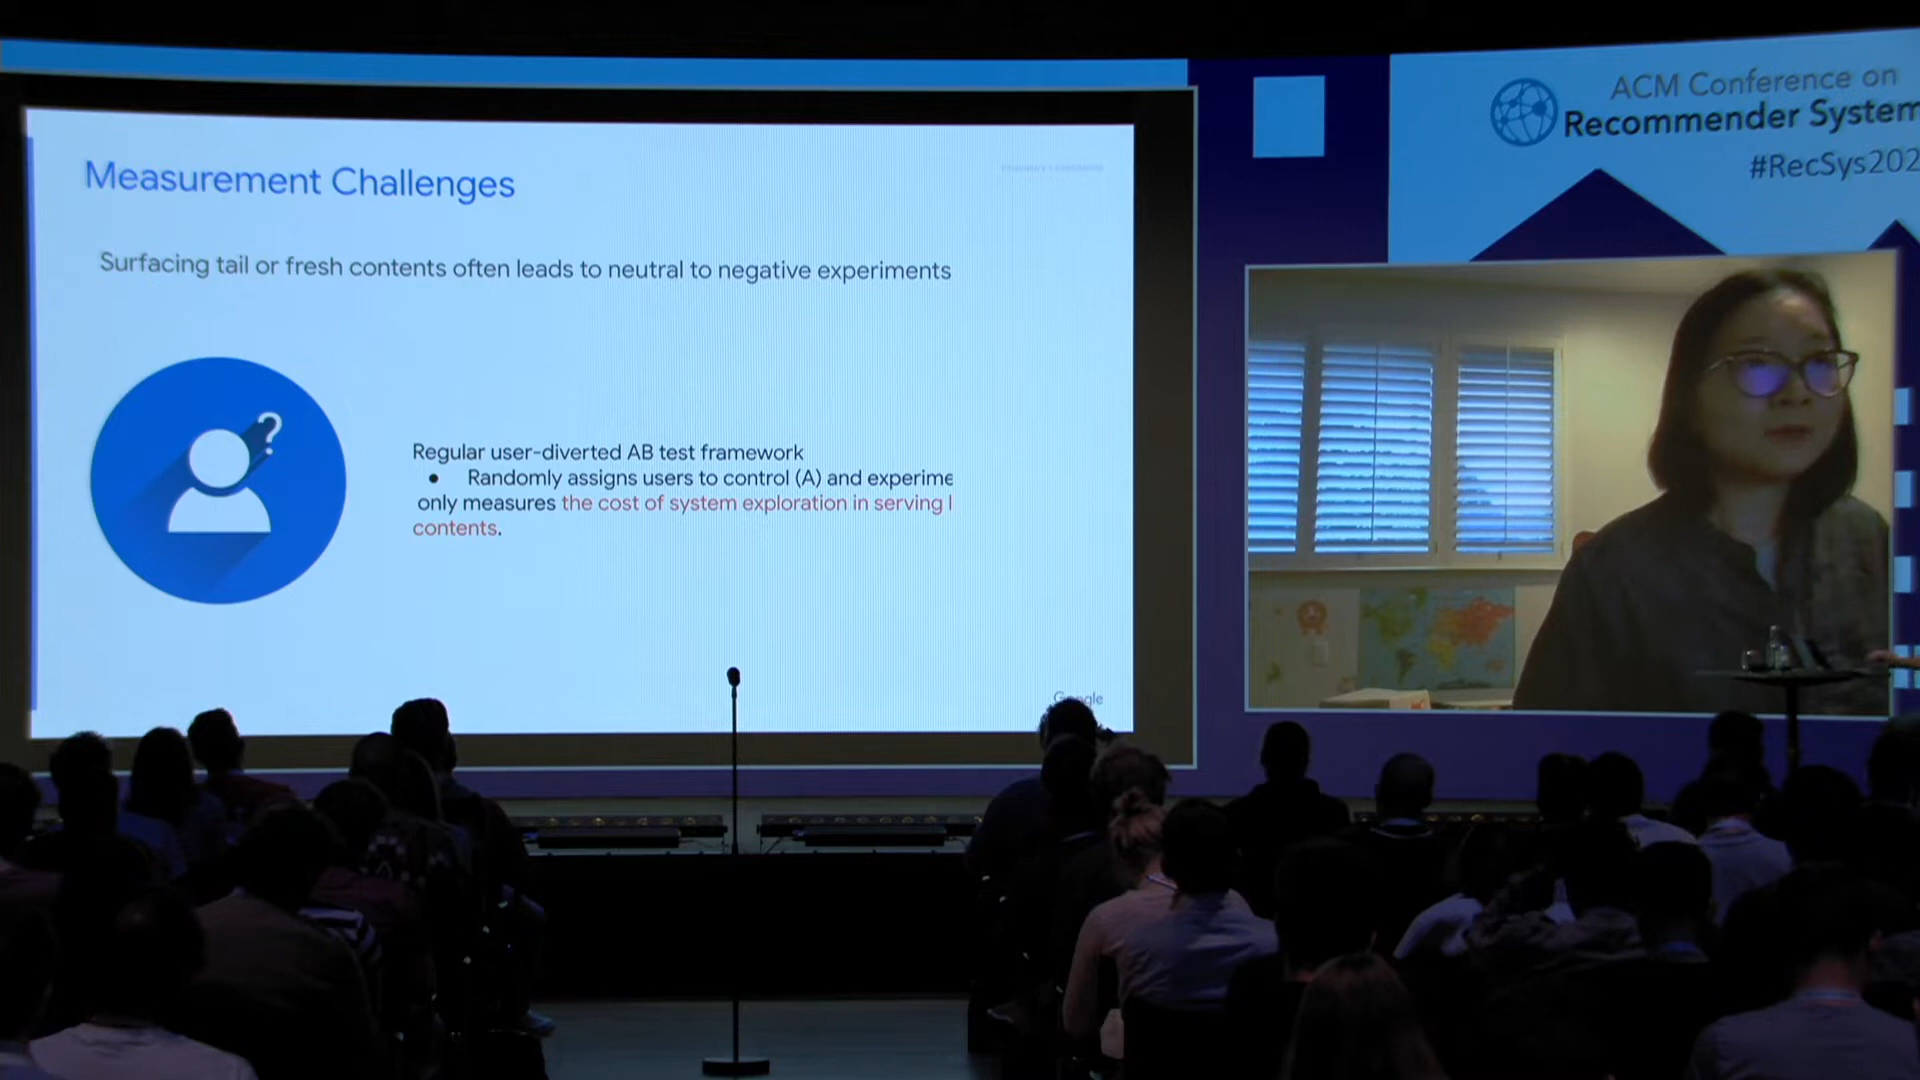 Measurement Challenges
Surfacing tail or fresh contents often leads to neutral to negative experiments
?
Regular user-diverted AB test framework
● Randomly assigns users to control (A) and experime
only measures the cost of system exploration in serving l
contents.
ACM Conference on
Recommender System
#RecSys202